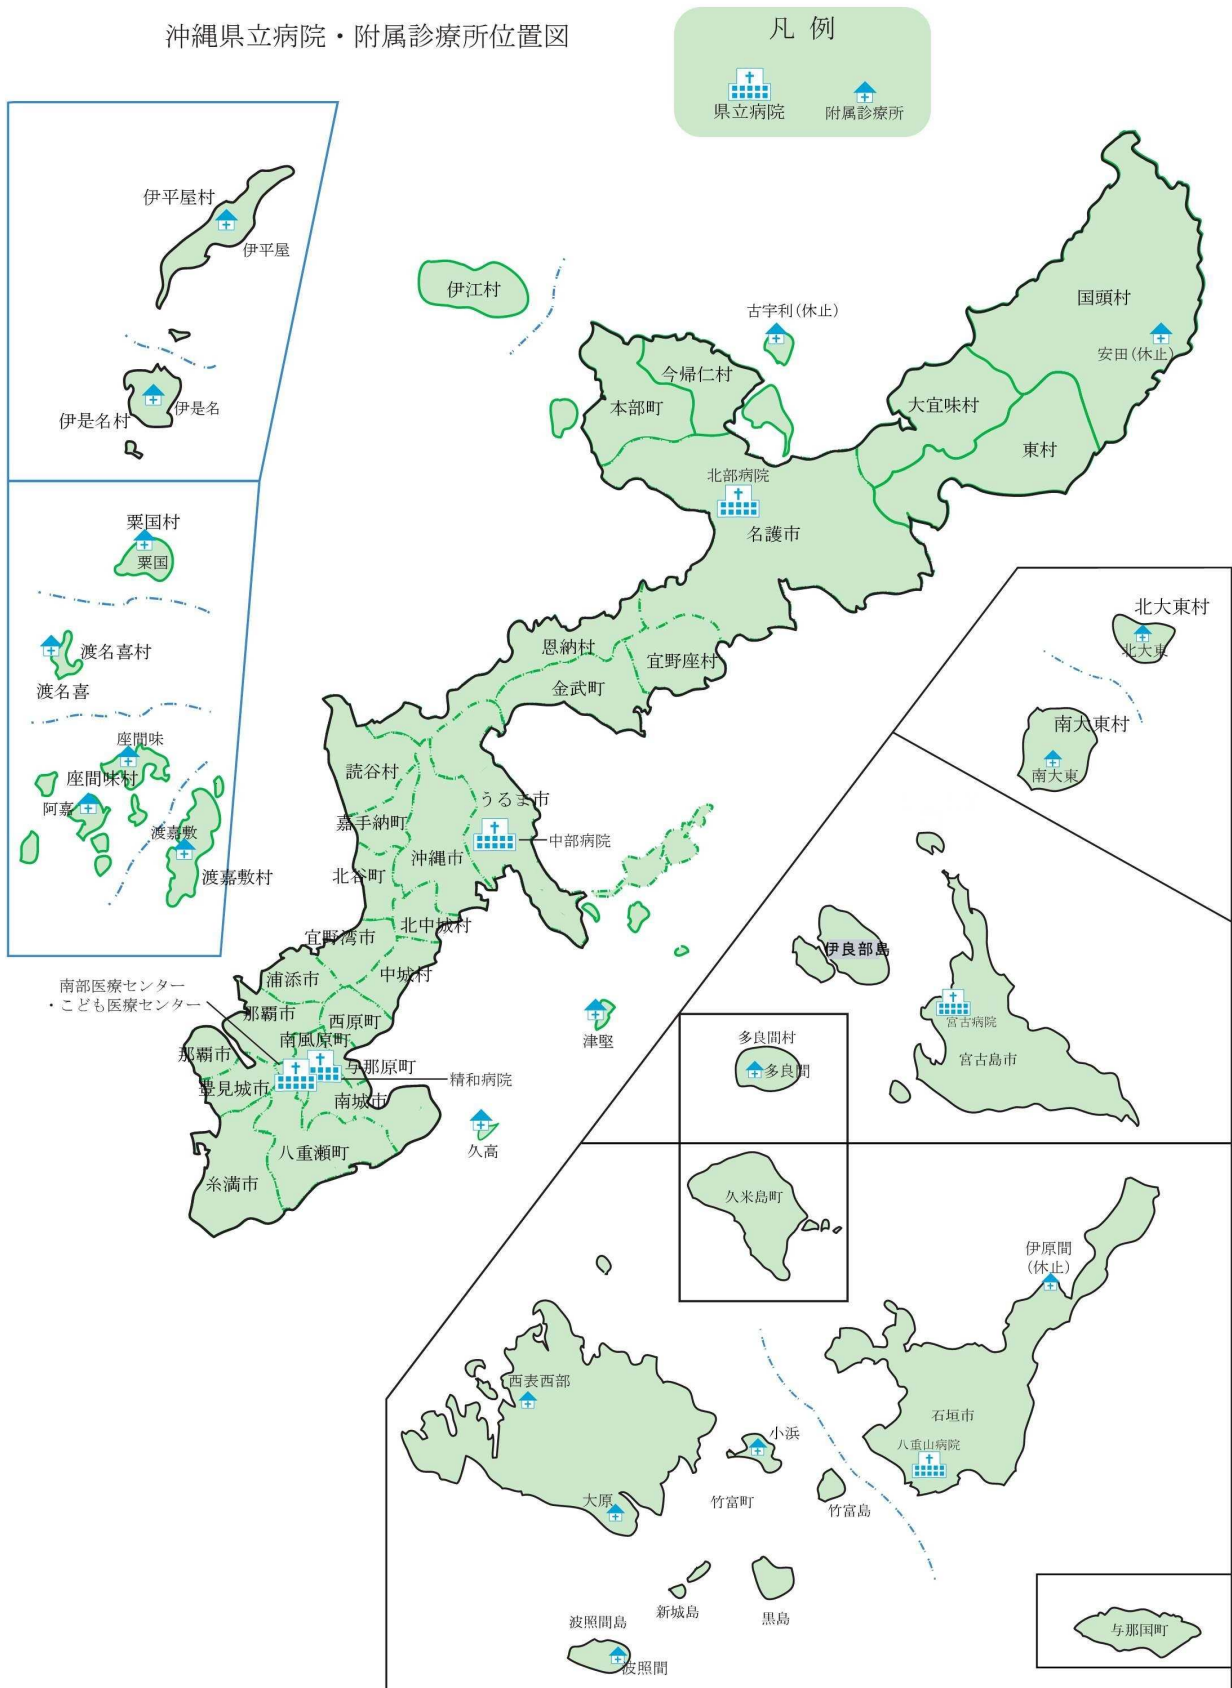 沖縄県立病院・附属診療所位置図
凡例
県立病院
附属診療所
伊平屋村
伊平屋
伊是名村
伊是名
伊江村
古宇利(休止)
国頭村
安田(休止)
今帰仁村
本部町
大宜味村
東村
北部病院
名護市
粟国村
粟国
渡名喜村
渡名喜
座間味
座間味村
阿嘉
渡嘉敷
渡嘉敷村
恩納村
宜野座村
金武町
北大東村
北大東
南大東村
南大東
読谷村
うるま市
嘉手納町
沖縄市
中部病院
北谷町
北中城村
宜野湾市
中城村
浦添市
南部医療センター
・こども医療センター
那覇市
西原町
南風原町
那覇市
与那原町
豊見城市
精和病院
南城市
八重瀬町
糸満市
津堅
久高
伊良部島
宮古病院
宮古島市
多良間村
多良間
久米島町
伊原間
(休止)
西表西部
石垣市
小浜
八重山病院
大原
竹富町
竹富島
新城島
黒島
波照間島
波照間
与那国町